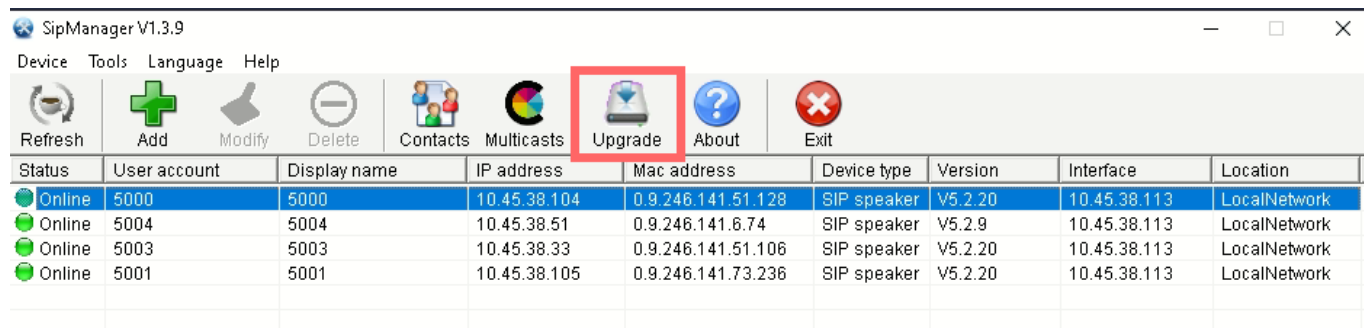 SipManager V1.3.9
Device Tools Language Help
Refresh Add Modify Delete Contacts Multicasts Upgrade About Exit
Status User account Display name IP address Mac address Device type Version Interface Location
Online 5000 5000 10.45.38.104 0.9.246.141.51.128 SIP speaker V5.2.20 10.45.38.113 LocalNetwork
Online 5004 5004 10.45.38.51 0.9.246.141.6.74 SIP speaker V5.2.9 10.45.38.113 LocalNetwork
Online 5003 5003 10.45.38.33 0.9.246.141.51.106 SIP speaker V5.2.20 10.45.38.113 LocalNetwork
Online 5001 5001 10.45.38.105 0.9.246.141.73.236 SIP speaker V5.2.20 10.45.38.113 LocalNetwork